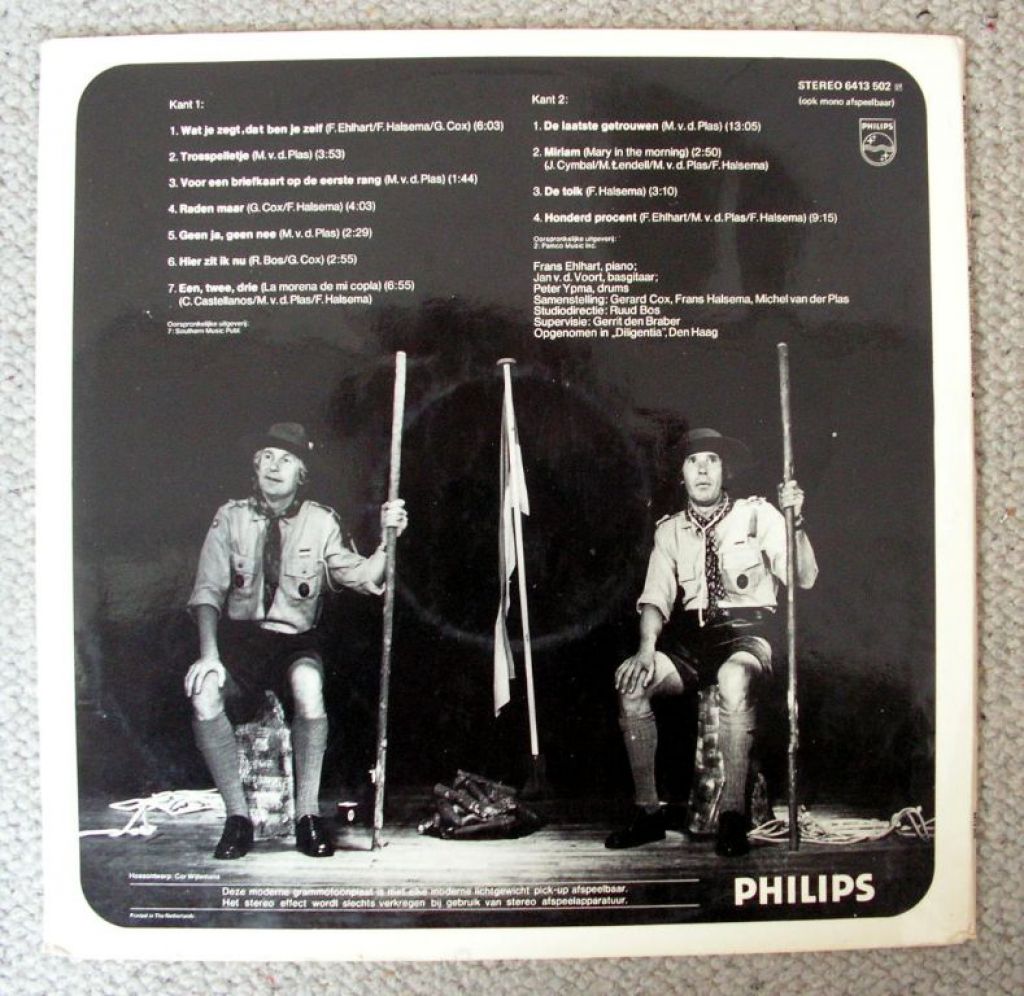 STEREO 6413 502
(ook mono afspeelbaar)
PHILIPS
Kant 1:
1. Wat je zegt, dat ben je zelf (F. Ehlhart/F. Halsema/G. Cox) (6:03)
2. Trosspelletje (M.v.d.Plas) (3:53)
3. Voor een briefkaart op de eerste rang (M.v.d.Plas) (1:44)
4. Raden maar (G. Cox/F. Halsema) (4:03)
5. Geen ja, geen nee (M.v.d.Plas) (2:29)
6. Hier zit ik nu (R. Bos/G. Cox) (2:55)
7. Een, twee, drie (La morena de mi copla) (6:55)
(C. Castellanos/M.v.d.Plas/F. Halsema)
Oorspronkelijke uitgeverij:
7: Southern Music Publ.
Kant 2:
1. De laatste getrouwen (M.v.d.Plas) (13:05)
2. Miriam (Mary in the morning) (2:50)
(J. Cymbal/M. Lendell/M.v.d.Plas/F. Halsema)
3. De tolk (F. Halsema) (3:10)
4. Honderd procent (F. Ehlhart/M.v.d.Plas/F. Halsema) (9:15)
Oorspronkelijke uitgeverij:
2: Pamco Music Inc.
Frans Ehlhart, piano;
Jan v.d. Voort, basgitaar;
Peter Ypma, drums
Samenstelling: Gerard Cox, Frans Halsema, Michel van der Plas
Studiodirectie: Ruud Bos
Supervisie: Gerrit den Braber
Opgenomen in „Diligentia", Den Haag
Hoesontwerp: Cor Wijtemans
Deze moderne grammofoonplaat is met elke moderne lichtgewicht pick-up afspeelbaar.
Het stereo effect wordt slechts verkregen bij gebruik van stereo afspeelapparatuur.
Printed in The Netherlands
PHILIPS